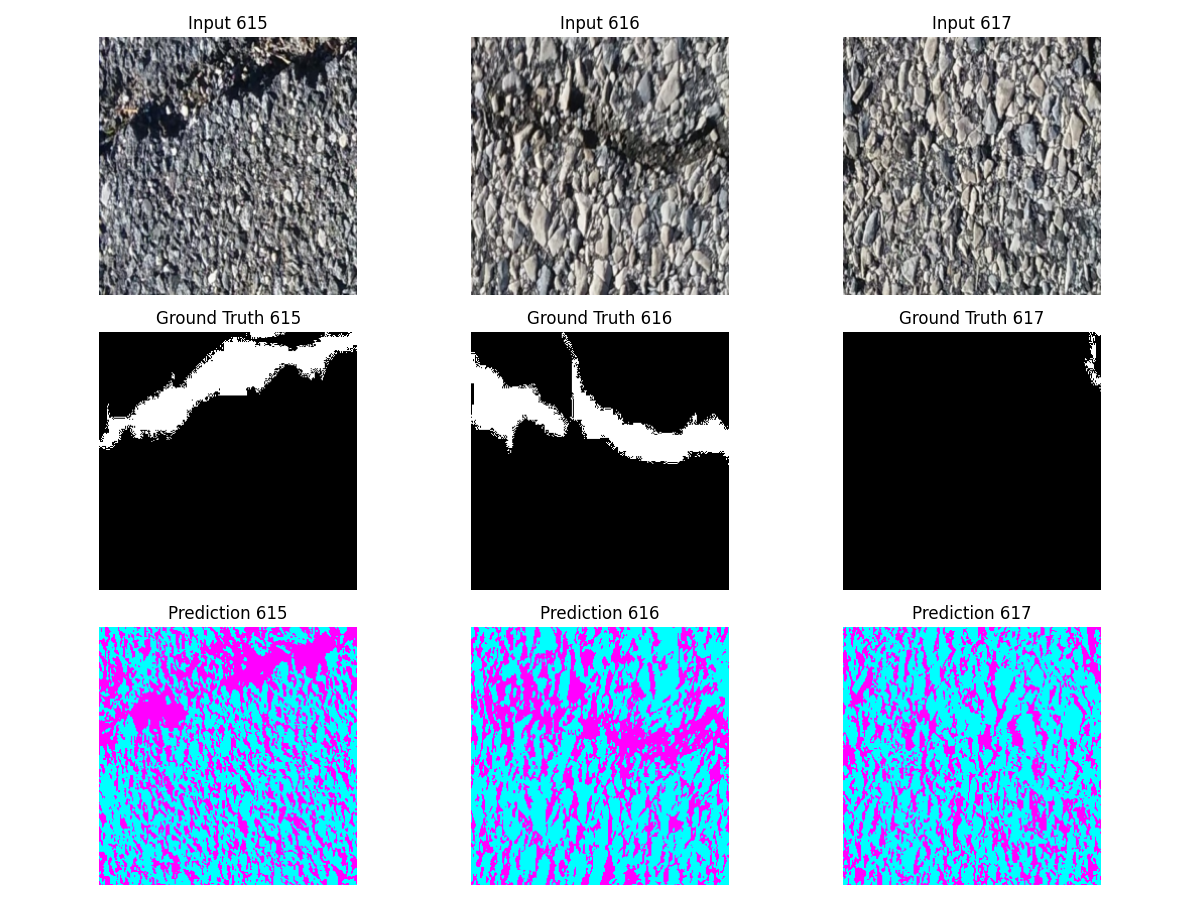 Input 615
Input 616
Input 617
Ground Truth 615
Ground Truth 616
Ground Truth 617
Prediction 615
Prediction 616
Prediction 617